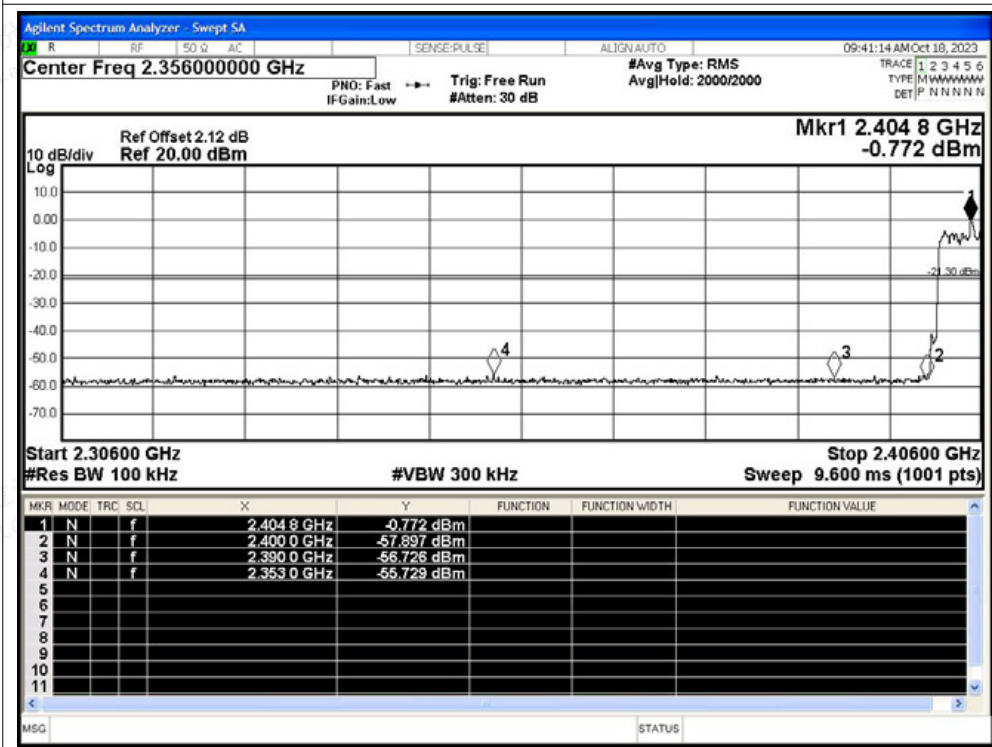 Agilent Spectrum Analyzer - Swept SA
R RF 50 Ω AC SENSE:PULSE ALIGN AUTO 09:41:14 AM Oct 18, 2023
Center Freq 2.356000000 GHz #Avg Type: RMS TRACE 1 2 3 4 5 6
PNO: Fast Trig: Free Run Avg|Hold: 2000/2000 TYPE MWWWWW
IFGain:Low #Atten: 30 dB DET P N N N N N
Ref Offset 2.12 dB Mkr1 2.404 8 GHz
10 dB/div Ref 20.00 dBm -0.772 dBm
Log
10.0
1
0.00
-10.0
-20.0
-21.30 dBm
-30.0
-40.0
-50.0
4 3 2
-60.0
-70.0
Start 2.30600 GHz Stop 2.40600 GHz
#Res BW 100 kHz #VBW 300 kHz Sweep 9.600 ms (1001 pts)
MKR MODE TRC SCL X Y FUNCTION FUNCTION WIDTH FUNCTION VALUE
1 N f 2.404 8 GHz -0.772 dBm
2 N f 2.400 0 GHz -57.897 dBm
3 N f 2.390 0 GHz -56.726 dBm
4 N f 2.353 0 GHz -55.729 dBm
5
6
7
8
9
10
11
MSG STATUS